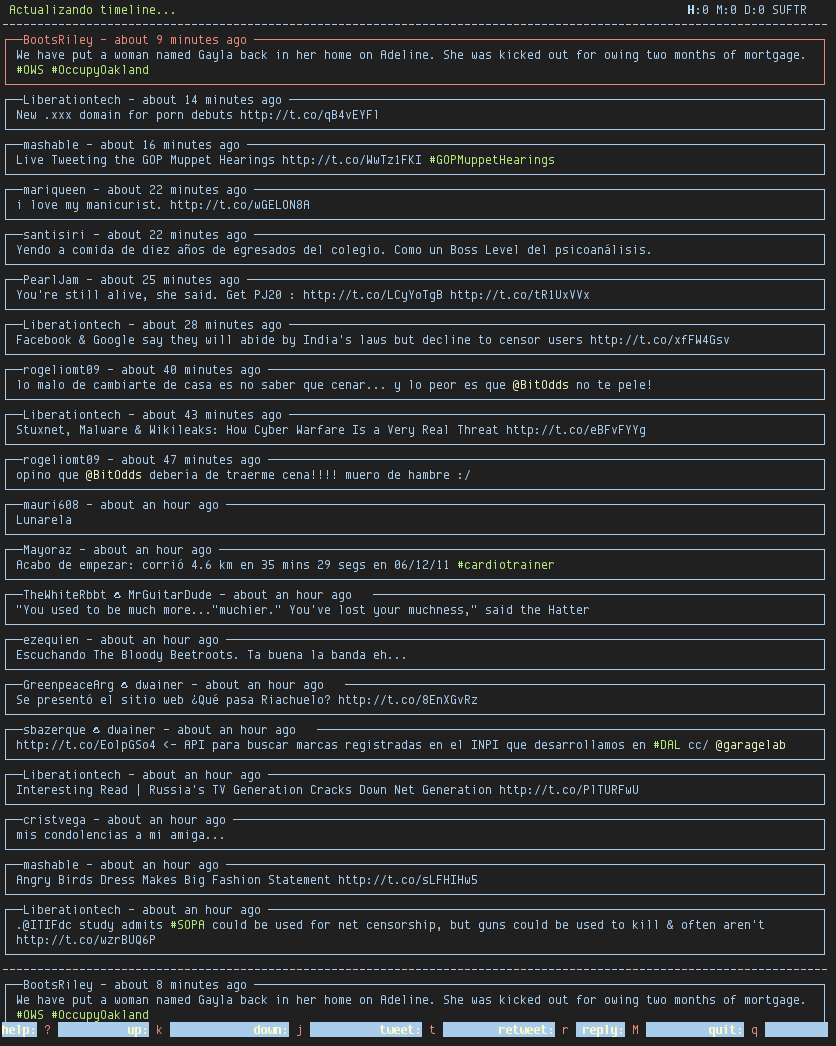 Actualizando timeline... H:0 M:0 D:0 SUFTR
BootsRiley - about 9 minutes ago
We have put a woman named Gayla back in her home on Adeline. She was kicked out for owing two months of mortgage.
#OWS #OccupyOakland
Liberationtech - about 14 minutes ago
New .xxx domain for porn debuts http://t.co/qB4vEYFl
mashable - about 16 minutes ago
Live Tweeting the GOP Muppet Hearings http://t.co/WwTz1FKI #GOPMuppetHearings
mariqueen - about 22 minutes ago
i love my manicurist. http://t.co/wGELON8A
santisiri - about 22 minutes ago
Yendo a comida de diez años de egresados del colegio. Como un Boss Level del psicoanálisis.
PearlJam - about 25 minutes ago
You're still alive, she said. Get PJ20 : http://t.co/LCyYoTgB http://t.co/tR1UxVVx
Liberationtech - about 28 minutes ago
Facebook & Google say they will abide by India's laws but decline to censor users http://t.co/xfFW4Gsv
rogeliomt09 - about 40 minutes ago
lo malo de cambiarte de casa es no saber que cenar... y lo peor es que @BitOdds no te pele!
Liberationtech - about 43 minutes ago
Stuxnet, Malware & Wikileaks: How Cyber Warfare Is a Very Real Threat http://t.co/eBFvFYYg
rogeliomt09 - about 47 minutes ago
opino que @BitOdds debería de traerme cena!!!! muero de hambre :/
mauri608 - about an hour ago
Lunarela
Mayoraz - about an hour ago
Acabo de empezar: corrió 4.6 km en 35 mins 29 segs en 06/12/11 #cardiotrainer
TheWhiteRbbt ♻ MrGuitarDude - about an hour ago
"You used to be much more..."muchier." You've lost your muchness," said the Hatter
ezequien - about an hour ago
Escuchando The Bloody Beetroots. Ta buena la banda eh...
GreenpeaceArg ♻ dwainer - about an hour ago
Se presentó el sitio web ¿Qué pasa Riachuelo? http://t.co/8EnXGvRz
sbazerque ♻ dwainer - about an hour ago
http://t.co/EolpGSo4 <- API para buscar marcas registradas en el INPI que desarrollamos en #DAL cc/ @garagelab
Liberationtech - about an hour ago
Interesting Read | Russia's TV Generation Cracks Down Net Generation http://t.co/PlTURFwU
cristvega - about an hour ago
mis condolencias a mi amiga...
mashable - about an hour ago
Angry Birds Dress Makes Big Fashion Statement http://t.co/sLFHIHw5
Liberationtech - about an hour ago
.@ITIFdc study admits #SOPA could be used for net censorship, but guns could be used to kill & often aren't
http://t.co/wzrBUQ6P
BootsRiley - about 8 minutes ago
We have put a woman named Gayla back in her home on Adeline. She was kicked out for owing two months of mortgage.
#OWS #OccupyOakland
help: ? up: k down: j tweet: t retweet: r reply: M quit: q